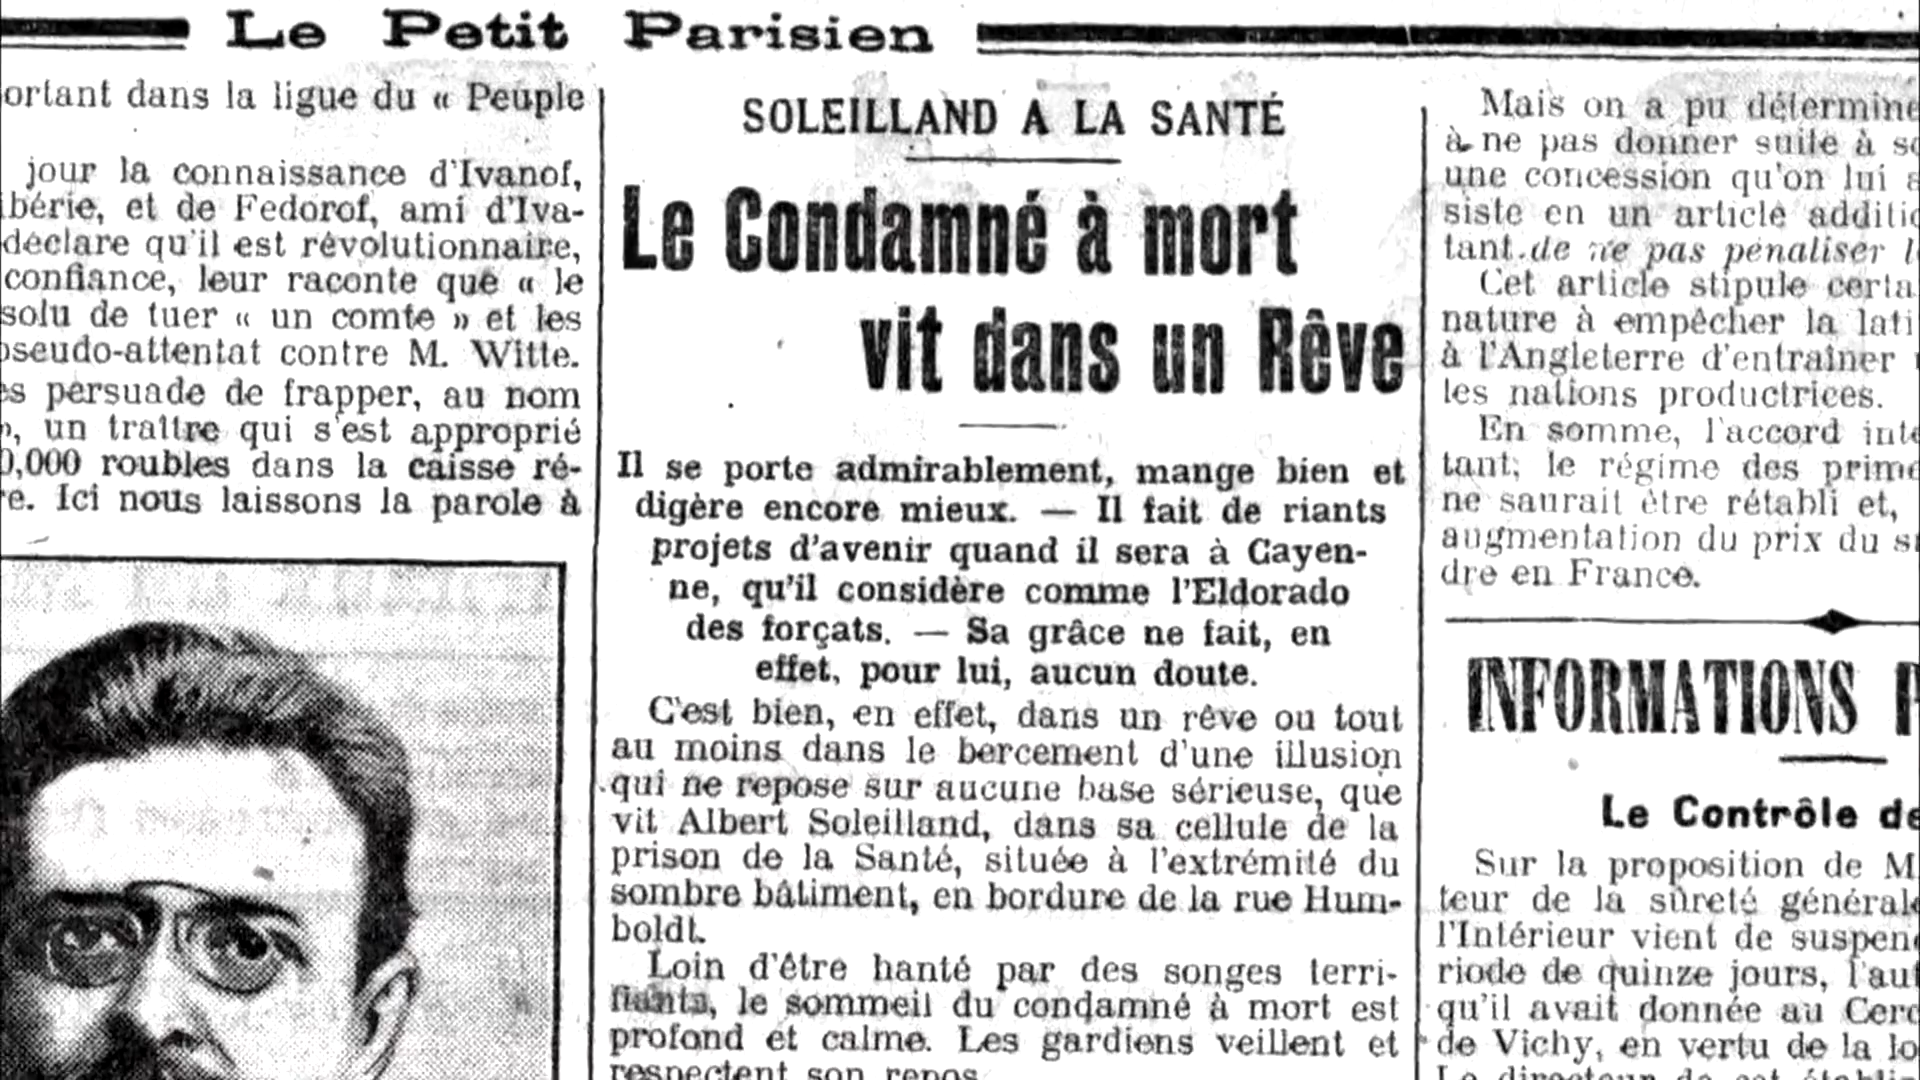 Le Petit Parisien
ortant dans la ligue du « Peuple
jour la connaissance d'Ivanof,
bérie, et de Fedorof, ami d'Iva-
déclare qu'il est révolutionnaire,
confiance, leur raconte que « le
solu de tuer « un comte » et les
pseudo-attentat contre M. Witte.
es persuade de frapper, au nom
», un traître qui s'est approprié
0,000 roubles dans la caisse ré-
re. Ici nous laissons la parole à
SOLEILLAND A LA SANTÉ
Le Condamné à mort
vit dans un Rêve
Il se porte admirablement, mange bien et
digère encore mieux. — Il fait de riants
projets d'avenir quand il sera à Cayen-
ne, qu'il considère comme l'Eldorado
des forçats. — Sa grâce ne fait, en
effet, pour lui, aucun doute.
C'est bien, en effet, dans un rêve ou tout
au moins dans le bercement d'une illusion
qui ne repose sur aucune base sérieuse, que
vit Albert Soleilland, dans sa cellule de la
prison de la Santé, située à l'extrémité du
sombre bâtiment, en bordure de la rue Hum-
boldt.
Loin d'être hanté par des songes terri-
fiants, le sommeil du condamné à mort est
profond et calme. Les gardiens veillent et
respectent son repos.
Mais on a pu détermine
à ne pas donner suite à so
une concession qu'on lui a
siste en un article additio
tant de ne pas pénaliser l
Cet article stipule certa
nature à empêcher la lati
à l'Angleterre d'entraîner
les nations productrices.
En somme, l'accord inte
tant; le régime des prime
ne saurait être rétabli et,
augmentation du prix du s
dre en France.
INFORMATIONS P
Le Contrôle de
Sur la proposition de M
teur de la sûreté générale
l'Intérieur vient de suspen
riode de quinze jours, l'aut
qu'il avait donnée au Cerc
de Vichy, en vertu de la lo